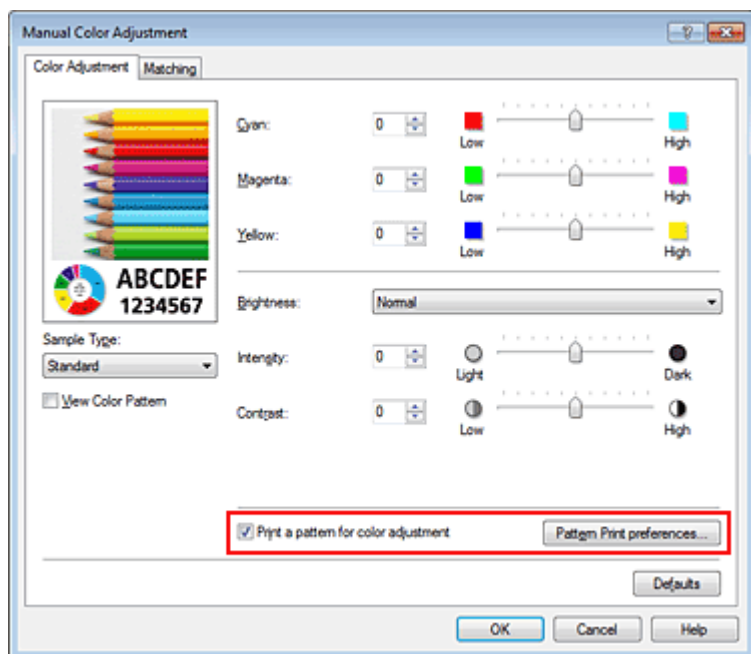 Manual Color Adjustment
Color Adjustment Matching
Cyan: 0 Low High
Magenta: 0 Low High
Yellow: 0 Low High
ABCDEF
1234567
Brightness: Normal
Sample Type:
Standard
Intensity: 0 Light Dark
View Color Pattern
Contrast: 0 Low High
Print a pattern for color adjustment Pattern Print preferences...
Defaults
OK Cancel Help